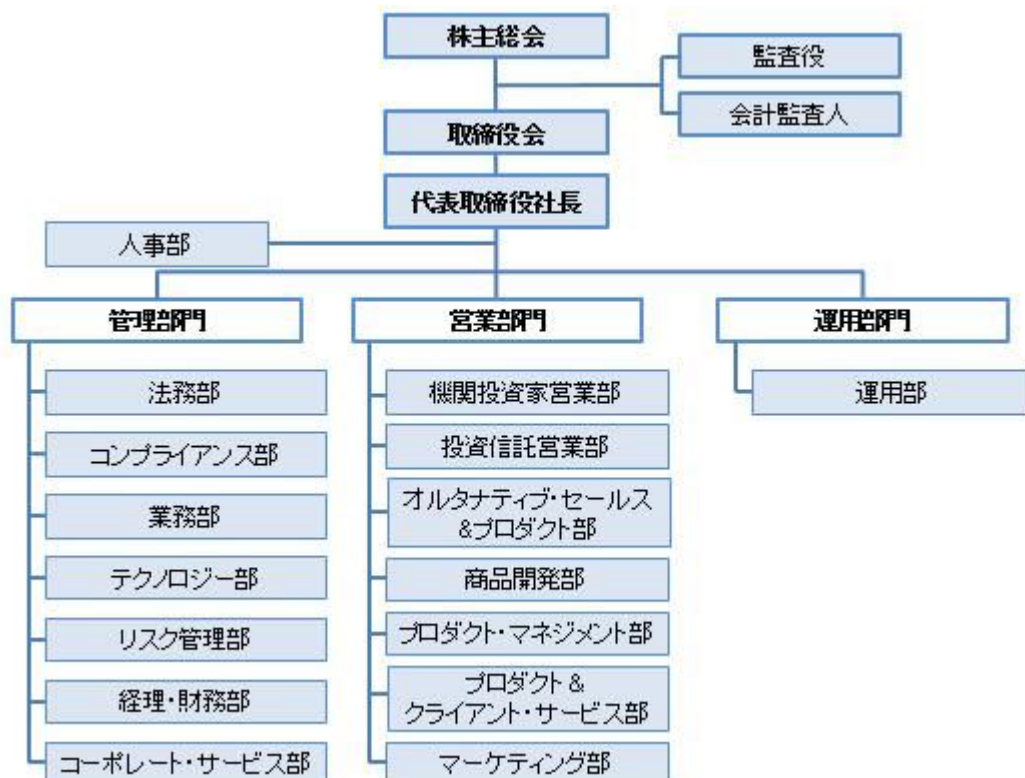 株主総会
監査役
会計監査人
取締役会
代表取締役社長
人事部
管理部門
法務部
コンプライアンス部
業務部
テクノロジー部
リスク管理部
経理・財務部
コーポレート・サービス部
営業部門
機関投資家営業部
投資信託営業部
オルタナティブ・セールス
&プロダクト部
商品開発部
プロダクト・マネジメント部
プロダクト &
クライアント・サービス部
マーケティング部
運用部門
運用部